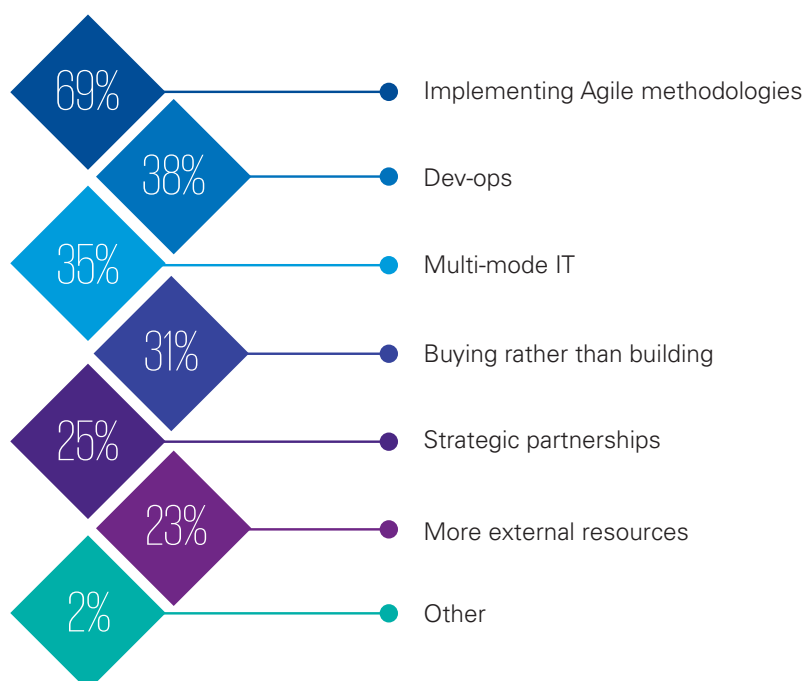 69% Implementing Agile methodologies
38% Dev-ops
35% Multi-mode IT
31% Buying rather than building
25% Strategic partnerships
23% More external resources
2% Other